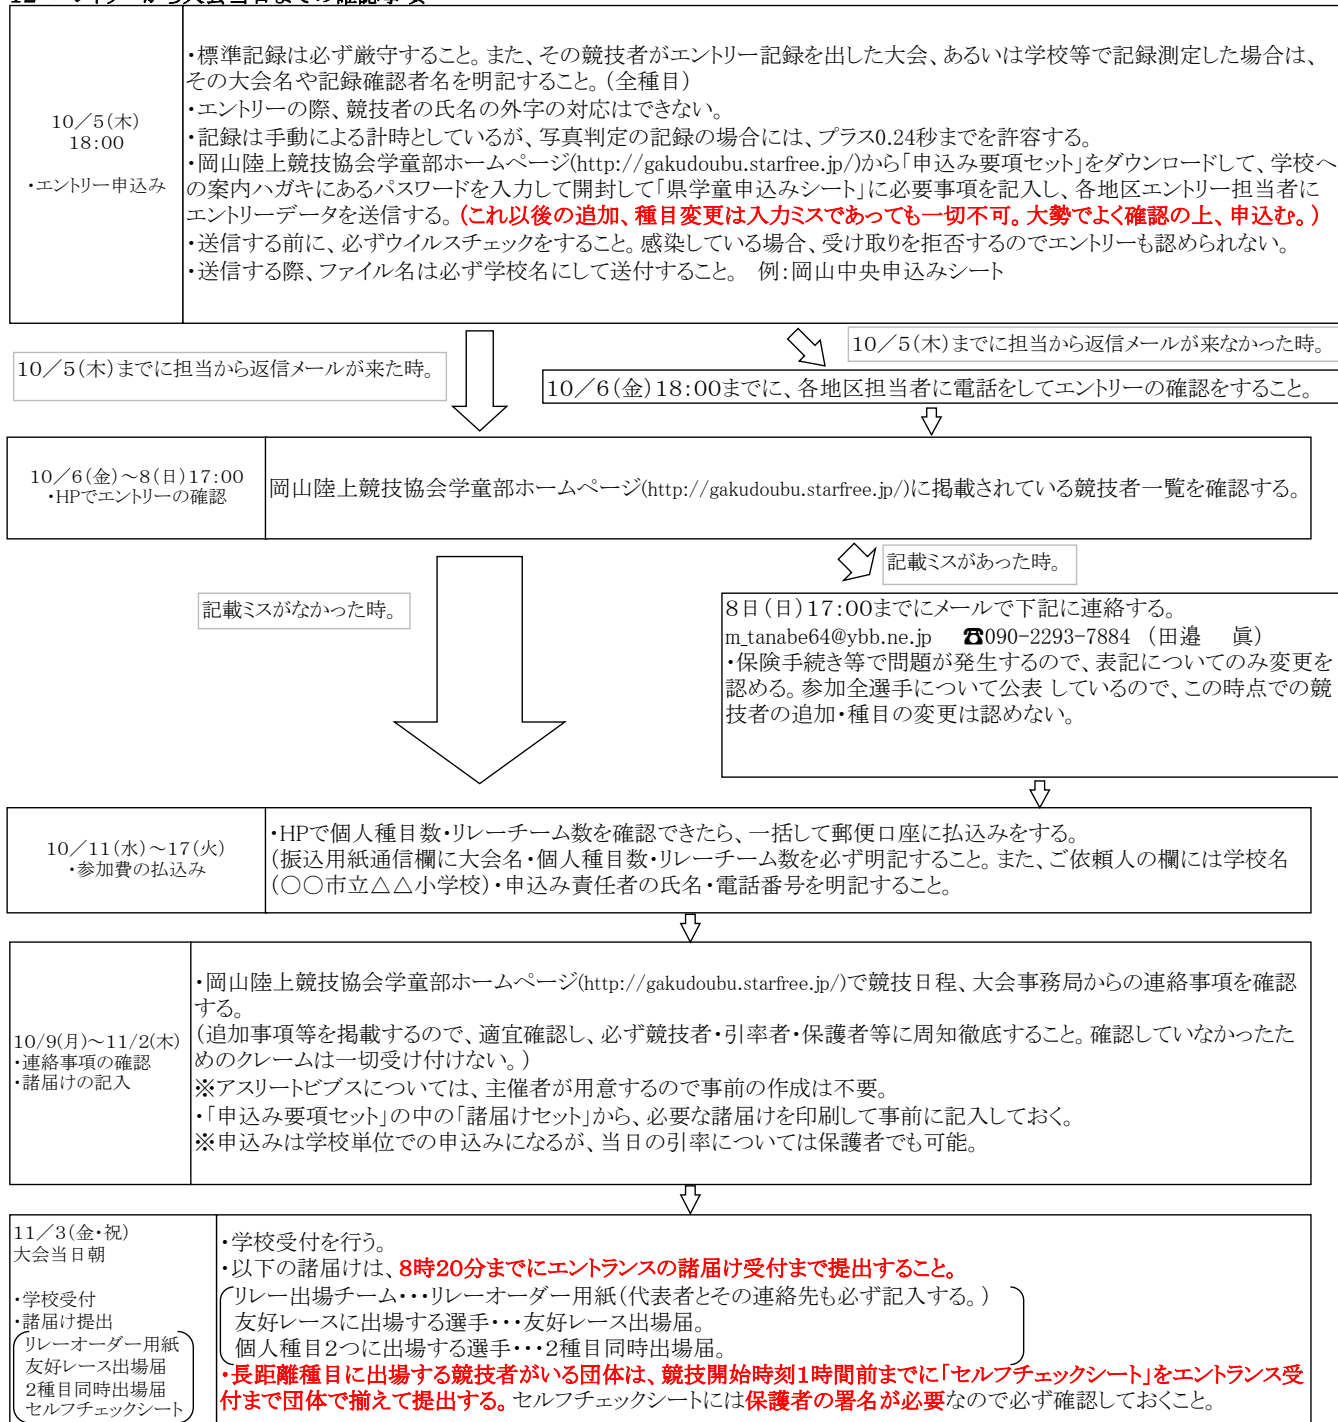 10／5(木)
18:00
・エントリー申込み
・標準記録は必ず厳守すること。また、その競技者がエントリー記録を出した大会、あるいは学校等で記録測定した場合は、
その大会名や記録確認者名を明記すること。(全種目)
・エントリーの際、競技者の氏名の外字の対応はできない。
・記録は手動による計時としているが、写真判定の記録の場合には、プラス0.24秒までを許容する。
・岡山陸上競技協会学童部ホームページ(http://gakudoubu.starfree.jp/)から「申込み要項セット」をダウンロードして、学校へ
の案内ハガキにあるパスワードを入力して開封して「県学童申込みシート」に必要事項を記入し、各地区エントリー担当者に
エントリーデータを送信する。(これ以後の追加、種目変更は入力ミスであっても一切不可。大勢でよく確認の上、申込む。)
・送信する前に、必ずウイルスチェックをすること。感染している場合、受け取りを拒否するのでエントリーも認められない。
・送信する際、ファイル名は必ず学校名にして送付すること。　例:岡山中央申込みシート
10／5(木)までに担当から返信メールが来た時。
10／5(木)までに担当から返信メールが来なかった時。
10／6(金)18:00までに、各地区担当者に電話をしてエントリーの確認をすること。
10／6(金)～8(日)17:00
・HPでエントリーの確認
岡山陸上競技協会学童部ホームページ(http://gakudoubu.starfree.jp/)に掲載されている競技者一覧を確認する。
記載ミスがなかった時。
記載ミスがあった時。
8日(日)17:00までにメールで下記に連絡する。
m_tanabe64@ybb.ne.jp　☎090-2293-7884　(田邉　眞)
・保険手続き等で問題が発生するので、表記についてのみ変更を
認める。参加全選手について公表 しているので、この時点での競
技者の追加・種目の変更は認めない。
10／11(水)～17(火)
・参加費の払込み
・HPで個人種目数・リレーチーム数を確認できたら、一括して郵便口座に払込みをする。
(振込用紙通信欄に大会名・個人種目数・リレーチーム数を必ず明記すること。また、ご依頼人の欄には学校名
(○○市立△△小学校)・申込み責任者の氏名・電話番号を明記すること。
10/9(月)～11/2(木)
・連絡事項の確認
・諸届けの記入
・岡山陸上競技協会学童部ホームページ(http://gakudoubu.starfree.jp/)で競技日程、大会事務局からの連絡事項を確認
する。
(追加事項等を掲載するので、適宜確認し、必ず競技者・引率者・保護者等に周知徹底すること。確認していなかったた
めのクレームは一切受け付けない。)
※アスリートビブスについては、主催者が用意するので事前の作成は不要。
・「申込み要項セット」の中の「諸届けセット」から、必要な諸届けを印刷して事前に記入しておく。
※申込みは学校単位での申込みになるが、当日の引率については保護者でも可能。
11／3(金・祝)
大会当日朝
・学校受付
・諸届け提出
リレーオーダー用紙
友好レース出場届
2種目同時出場届
セルフチェックシート
・学校受付を行う。
・以下の諸届けは、8時20分までにエントランスの諸届け受付まで提出すること。
リレー出場チーム・・・リレーオーダー用紙(代表者とその連絡先も必ず記入する。)
友好レースに出場する選手・・・友好レース出場届。
個人種目2つに出場する選手・・・2種目同時出場届。
・長距離種目に出場する競技者がいる団体は、競技開始時刻1時間前までに「セルフチェックシート」をエントランス受
付まで団体で揃えて提出する。セルフチェックシートには保護者の署名が必要なので必ず確認しておくこと。